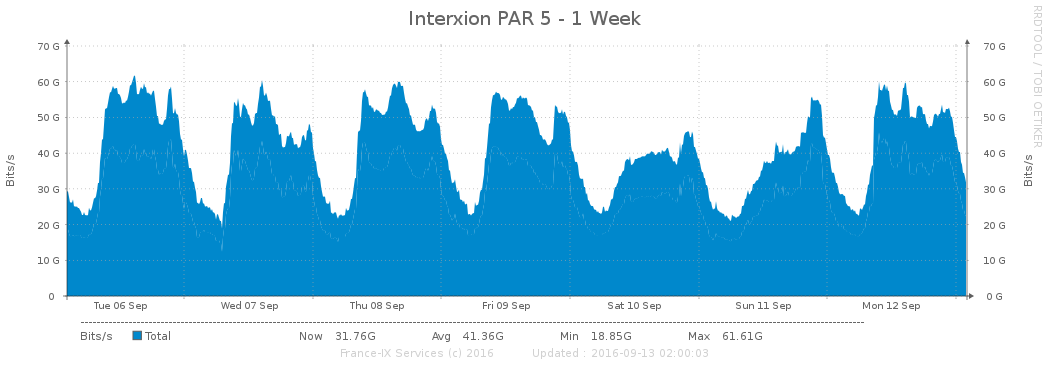 Interxion PAR 5 - 1 Week
RRDTOOL / TOBI OETIKER
Bits/s
70 G
60 G
50 G
40 G
30 G
20 G
10 G
0
70 G
60 G
50 G
40 G
30 G
20 G
10 G
0 G
Bits/s
Tue 06 Sep Wed 07 Sep Thu 08 Sep Fri 09 Sep Sat 10 Sep Sun 11 Sep Mon 12 Sep
Bits/s Total Now 31.76G Avg 41.36G Min 18.85G Max 61.61G
France-IX Services (c) 2016 Updated : 2016-09-13 02:00:03